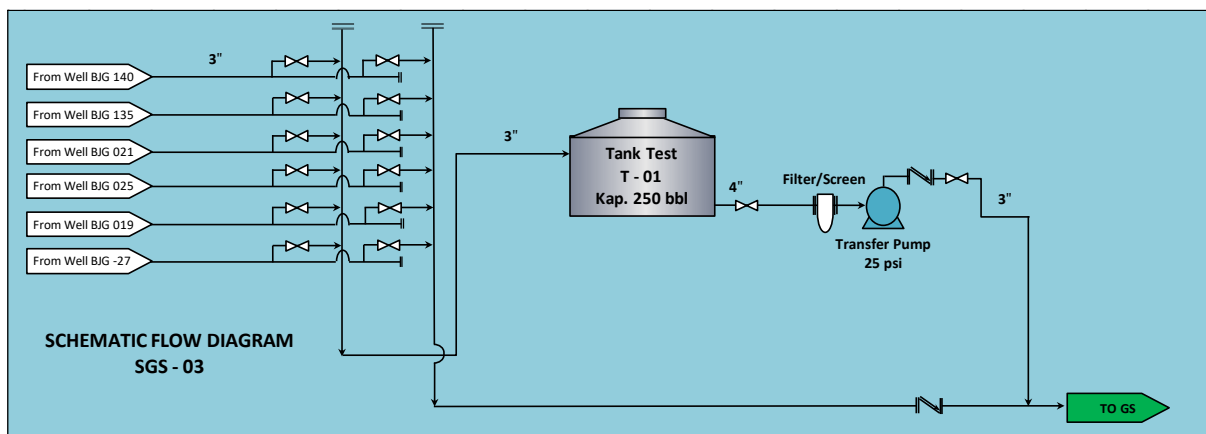 3"
From Well BJG 140
From Well BJG 135
From Well BJG 021
From Well BJG 025
From Well BJG 019
From Well BJG -27
3"
Tank Test
T - 01
Kap. 250 bbl
4"
Filter/Screen
Transfer Pump
25 psi
3"
SCHEMATIC FLOW DIAGRAM
SGS - 03
TO GS